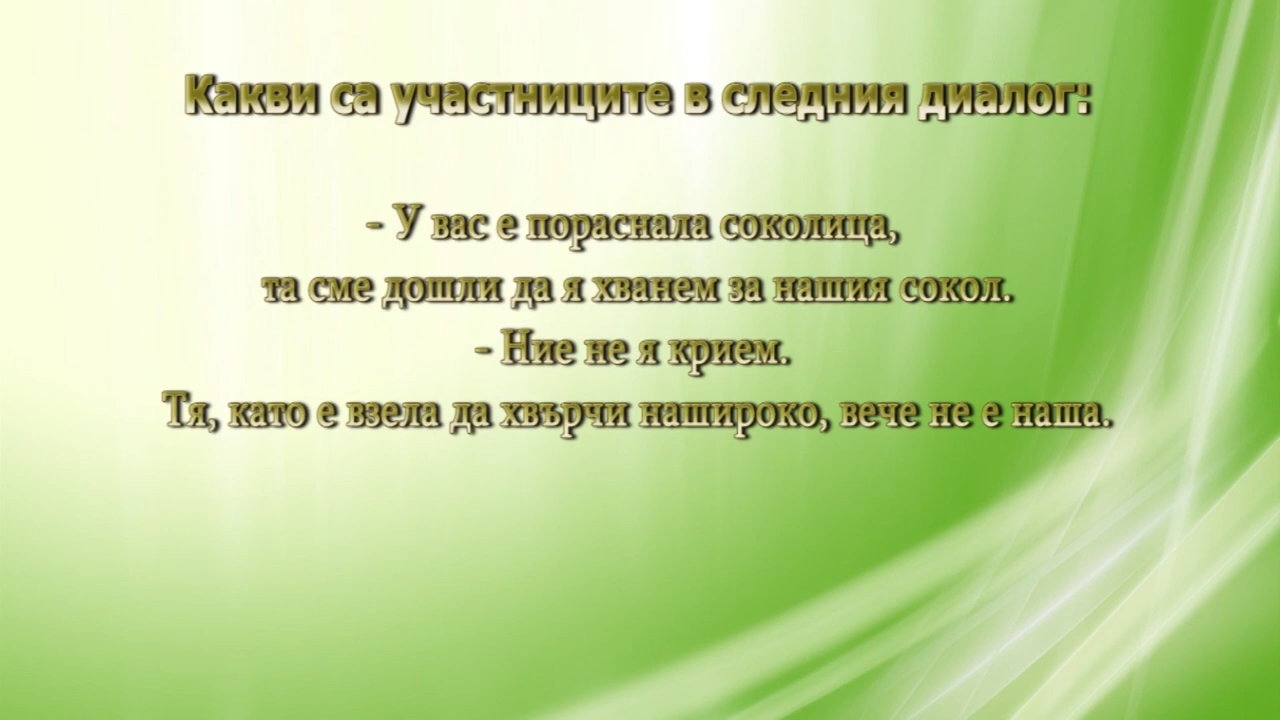 Какви са участниците в следния диалог:
- У вас е пораснала соколица,
та сме дошли да я хванем за нашия сокол.
- Ние не я крием.
Тя, като е взела да хвърчи нашироко, вече не е наша.